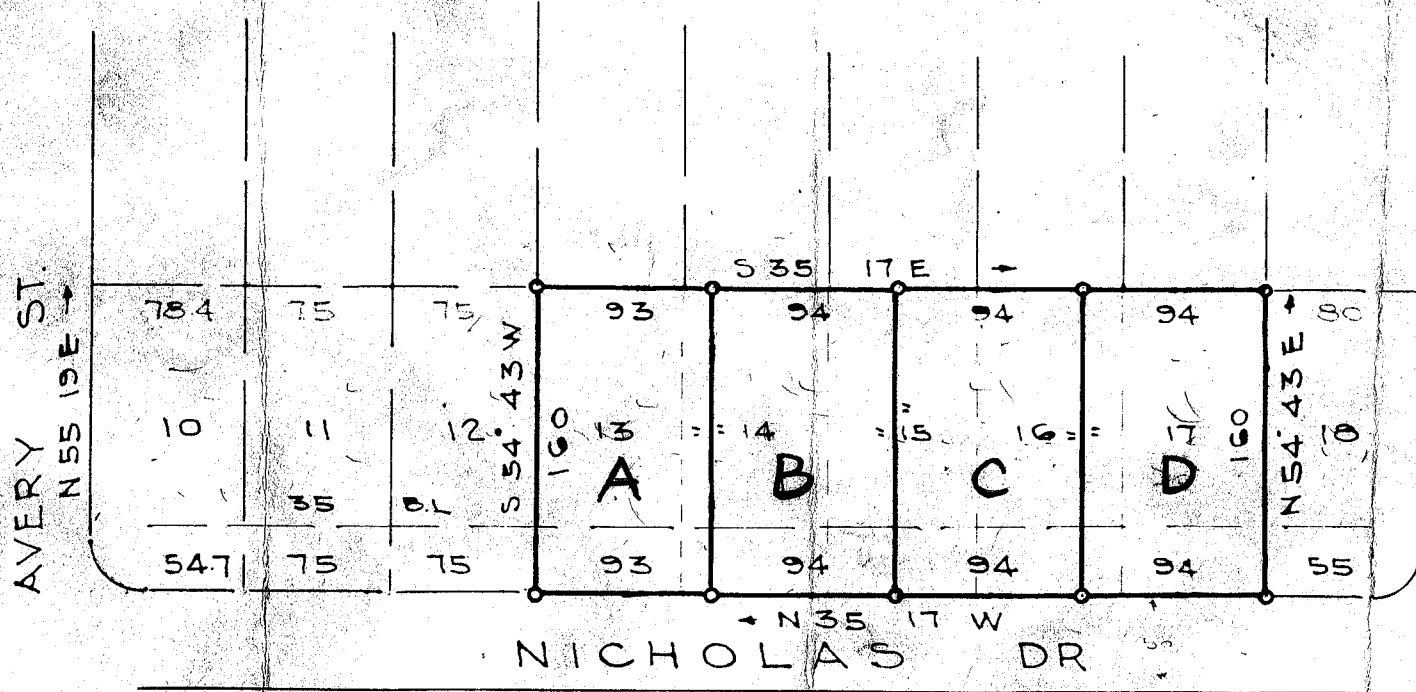 S 35 17 E
78.4 75 75 93 94 94 94 80
AVERY ST.
N 55 19 E
S 54° 43 W
160
160
N 54° 43 E
10 11 12 13 14 15 16 17 18
A B C D
35 B.L
54.7 75 75 93 94 94 94 55
N 35 17 W
NICHOLAS DR